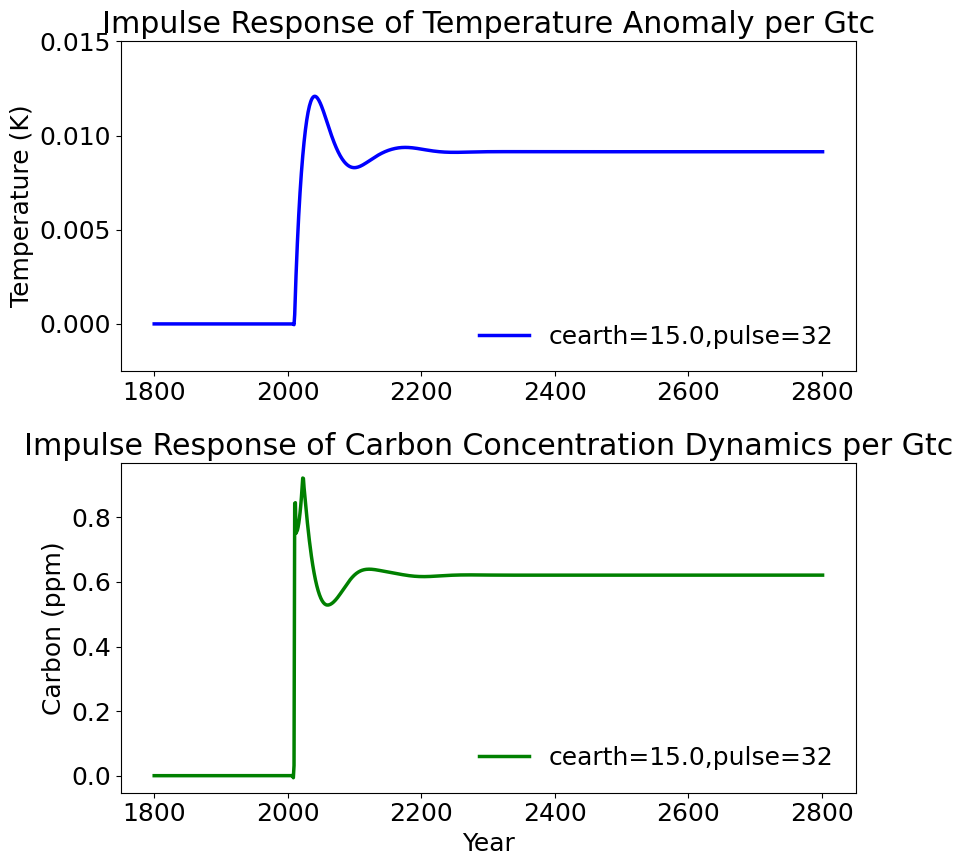 Impulse Response of Temperature Anomaly per Gtc
0.015
0.010
0.005
0.000
Temperature (K)
cearth=15.0,pulse=32
1800 2000 2200 2400 2600 2800
Impulse Response of Carbon Concentration Dynamics per Gtc
0.8
0.6
0.4
0.2
0.0
Carbon (ppm)
cearth=15.0,pulse=32
1800 2000 2200 2400 2600 2800
Year